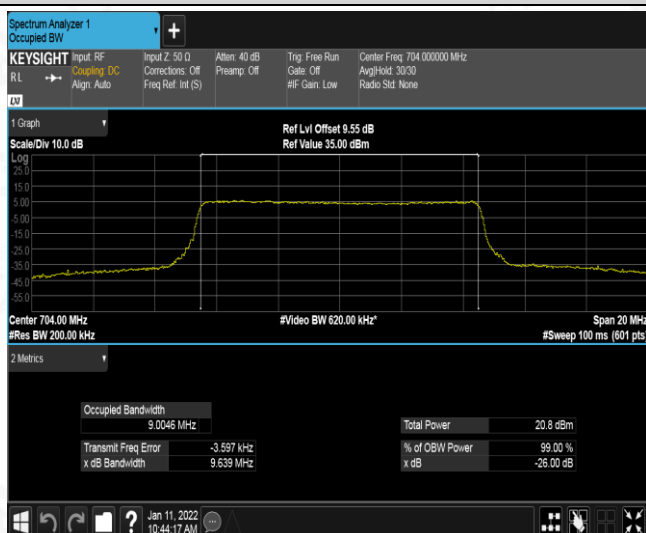 Spectrum Analyzer 1
Occupied BW
KEYSIGHT
RL
LXI
Input: RF
Coupling: DC
Align: Auto
Input Z: 50 Ω
Corrections: Off
Freq Ref: Int (S)
Atten: 40 dB
Preamp: Off
Trig: Free Run
Gate: Off
#IF Gain: Low
Center Freq: 704.000000 MHz
Avg|Hold: 30/30
Radio Std: None
1 Graph
Scale/Div 10.0 dB
Ref Lvl Offset 9.55 dB
Ref Value 35.00 dBm
Log
25.0
15.0
5.00
-5.00
-15.0
-25.0
-35.0
-45.0
-55.0
Center 704.00 MHz
#Res BW 200.00 kHz
#Video BW 620.00 kHz*
Span 20 MHz
#Sweep 100 ms (601 pts)
2 Metrics
Occupied Bandwidth
9.0046 MHz
Transmit Freq Error -3.597 kHz
x dB Bandwidth 9.639 MHz
Total Power 20.8 dBm
% of OBW Power 99.00 %
x dB -26.00 dB
?
Jan 11, 2022
10:44:17 AM